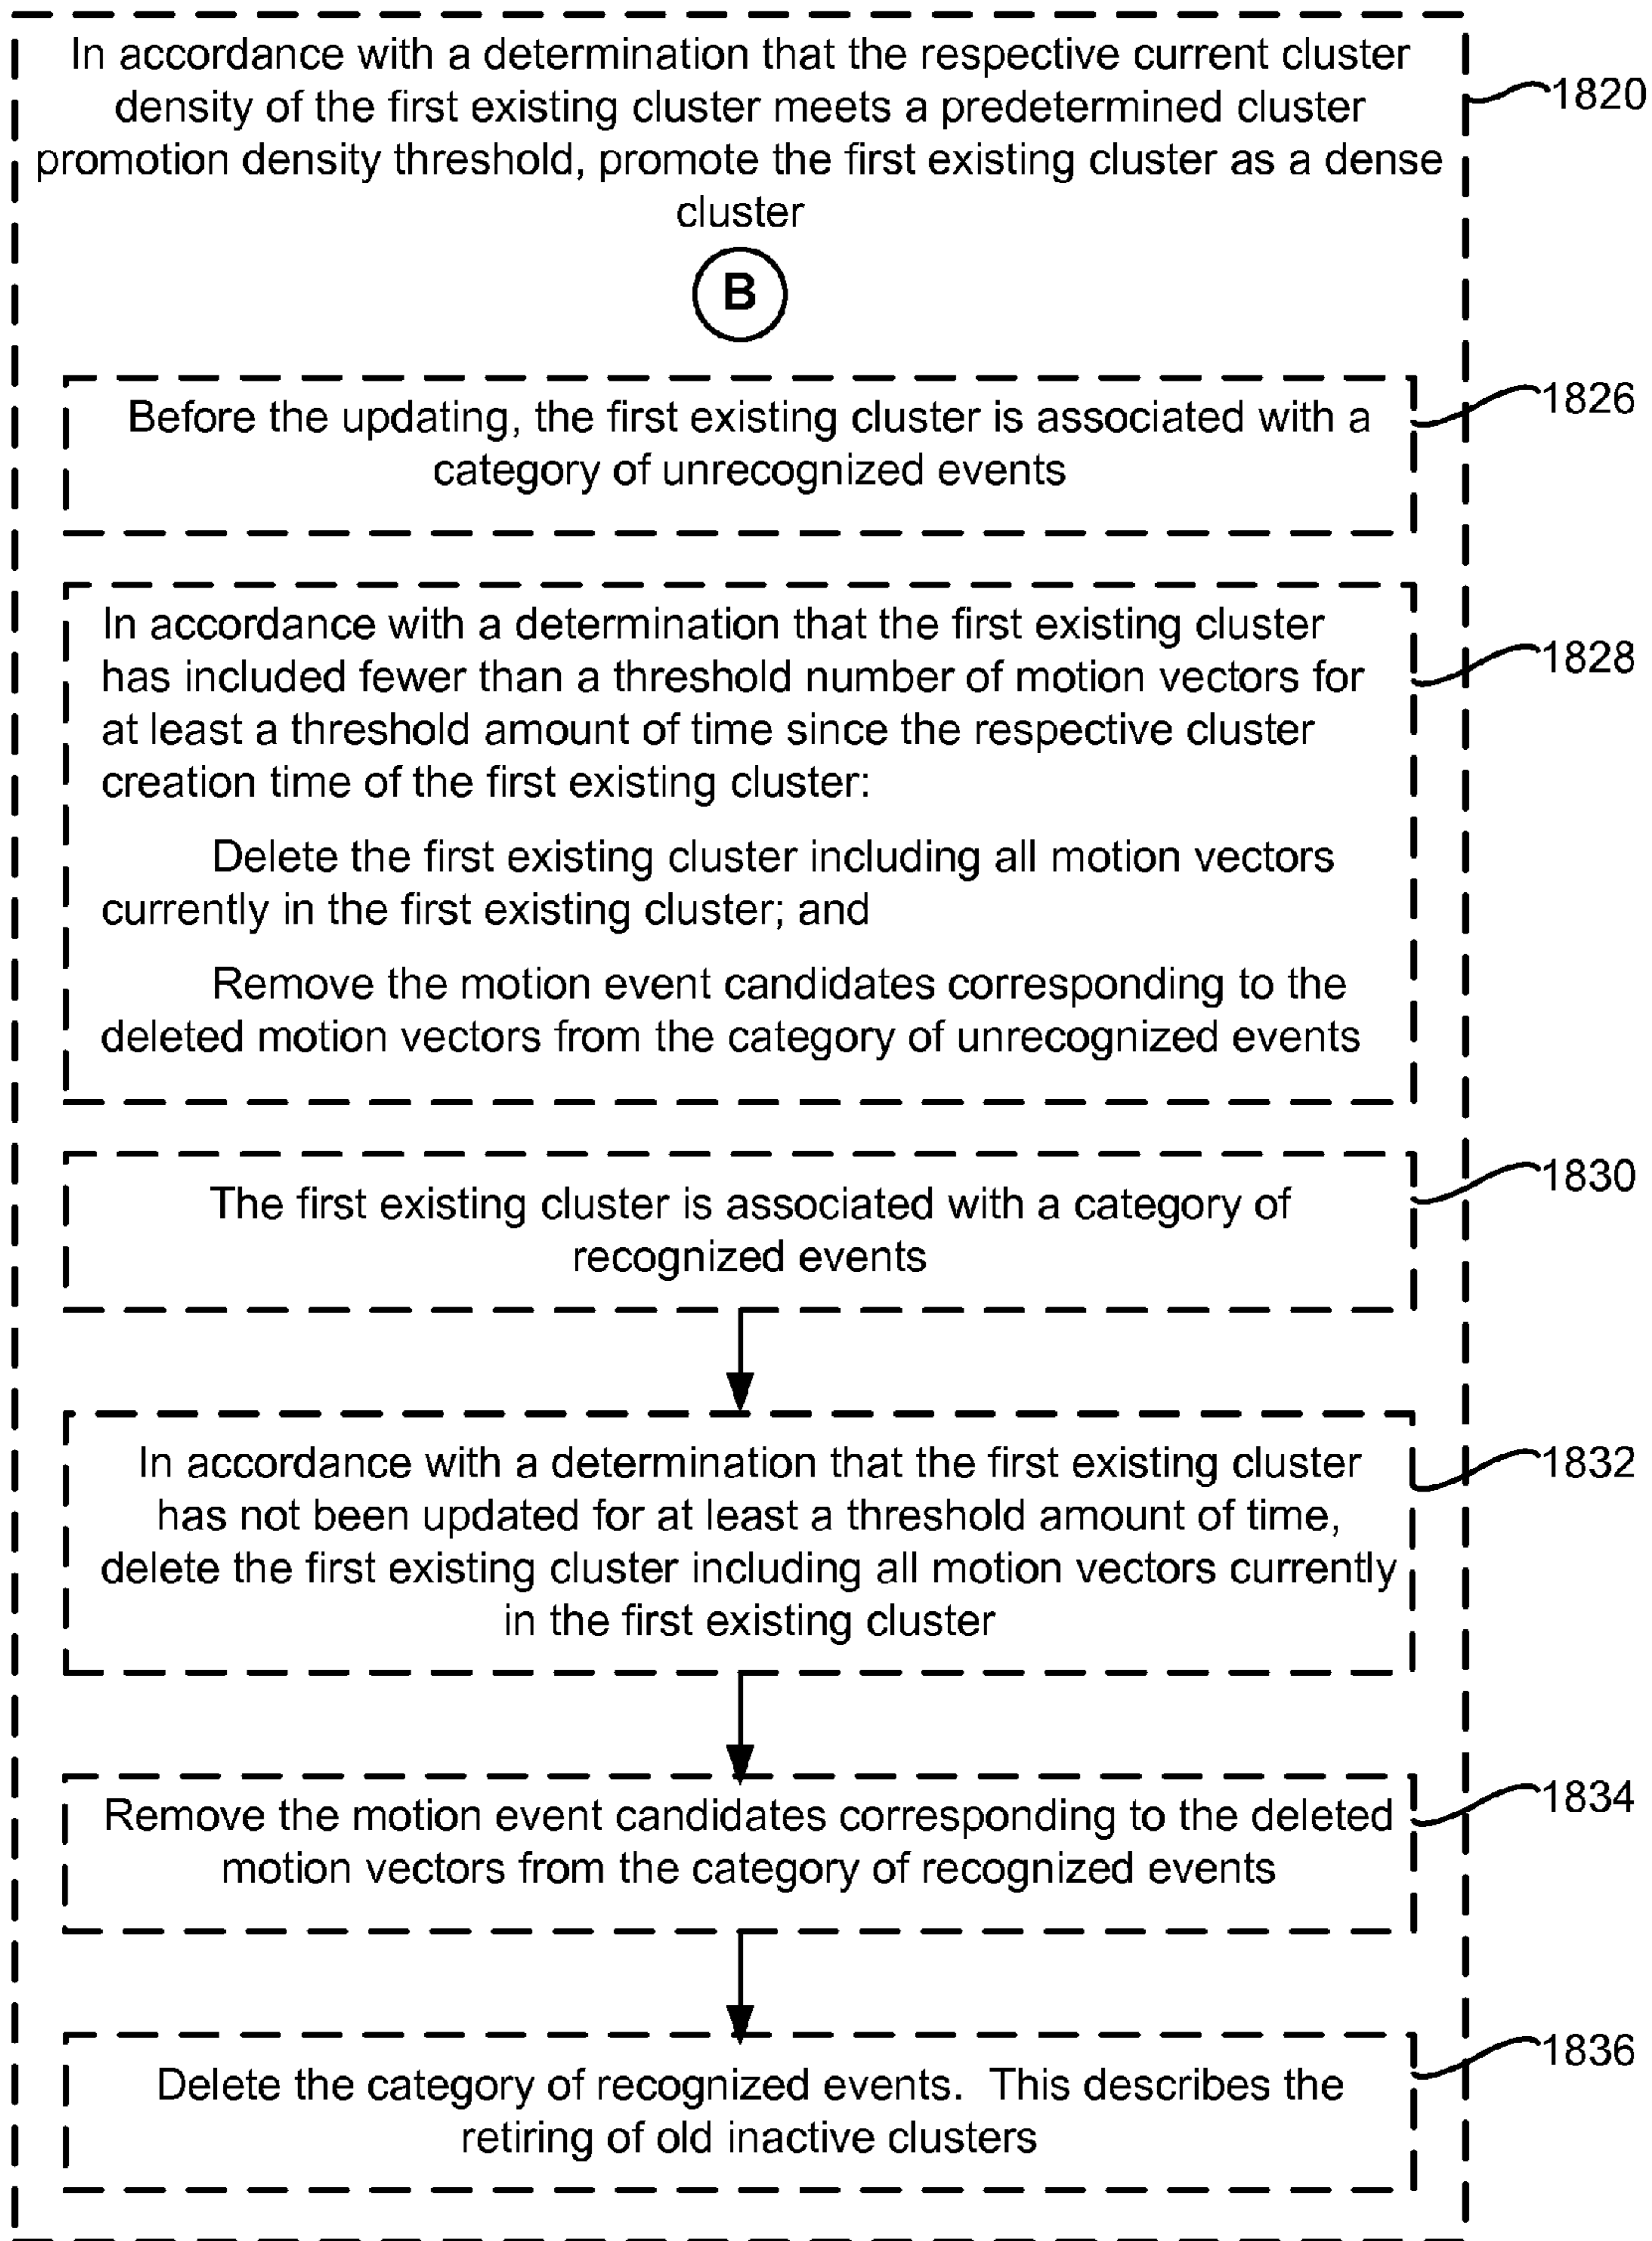 In accordance with a determination that the respective current cluster
density of the first existing cluster meets a predetermined cluster
promotion density threshold, promote the first existing cluster as a dense
cluster
1820
B
Before the updating, the first existing cluster is associated with a
category of unrecognized events
1826
In accordance with a determination that the first existing cluster
has included fewer than a threshold number of motion vectors for
at least a threshold amount of time since the respective cluster
creation time of the first existing cluster:
Delete the first existing cluster including all motion vectors
currently in the first existing cluster; and
Remove the motion event candidates corresponding to the
deleted motion vectors from the category of unrecognized events
1828
The first existing cluster is associated with a category of
recognized events
1830
In accordance with a determination that the first existing cluster
has not been updated for at least a threshold amount of time,
delete the first existing cluster including all motion vectors currently
in the first existing cluster
1832
Remove the motion event candidates corresponding to the deleted
motion vectors from the category of recognized events
1834
Delete the category of recognized events.  This describes the
retiring of old inactive clusters
1836